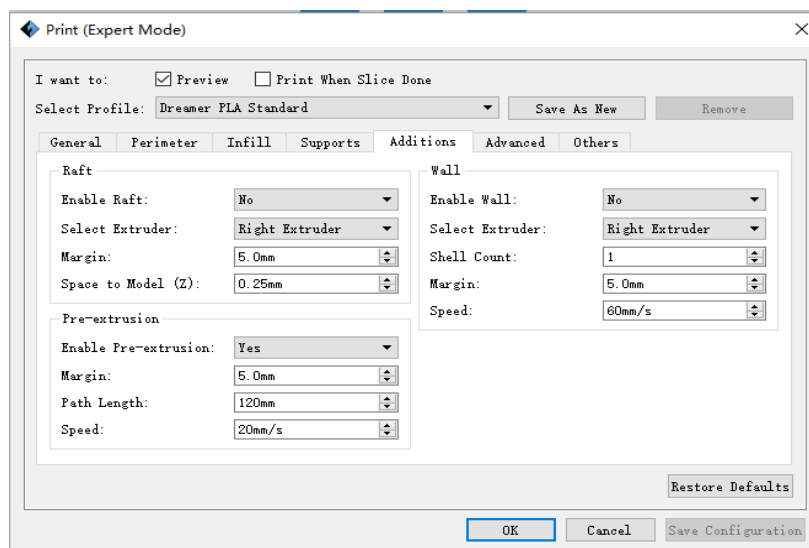 Print (Expert Mode)
I want to: Preview Print When Slice Done
Select Profile: Dreamer PLA Standard Save As New Remove
General Perimeter Infill Supports Additions Advanced Others
Raft
Enable Raft: No
Select Extruder: Right Extruder
Margin: 5.0mm
Space to Model (Z): 0.25mm
Pre-extrusion
Enable Pre-extrusion: Yes
Margin: 5.0mm
Path Length: 120mm
Speed: 20mm/s
Wall
Enable Wall: No
Select Extruder: Right Extruder
Shell Count: 1
Margin: 5.0mm
Speed: 60mm/s
Restore Defaults
OK Cancel Save Configuration